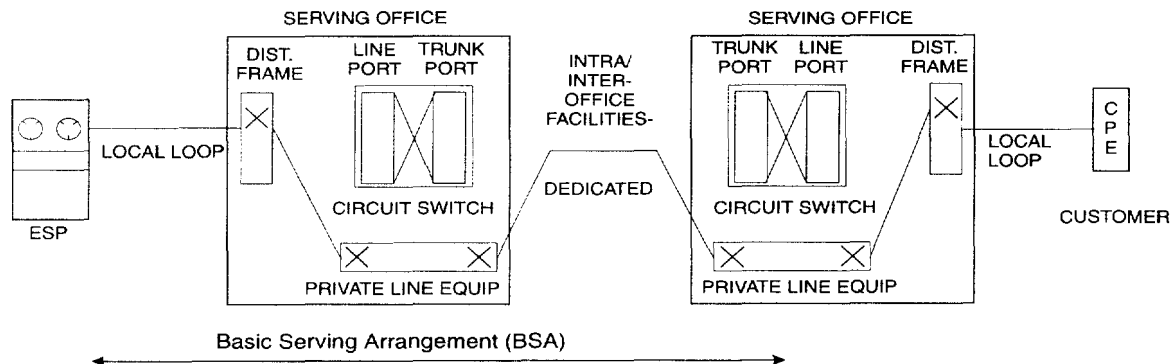 SERVING OFFICE
DIST.
FRAME
LINE
PORT
TRUNK
PORT
LOCAL LOOP
ESP
CIRCUIT SWITCH
PRIVATE LINE EQUIP
INTRA/
INTER-
OFFICE
FACILITIES-
DEDICATED
SERVING OFFICE
TRUNK
PORT
LINE
PORT
DIST.
FRAME
CIRCUIT SWITCH
PRIVATE LINE EQUIP
LOCAL
LOOP
C
P
E
CUSTOMER
Basic Serving Arrangement (BSA)